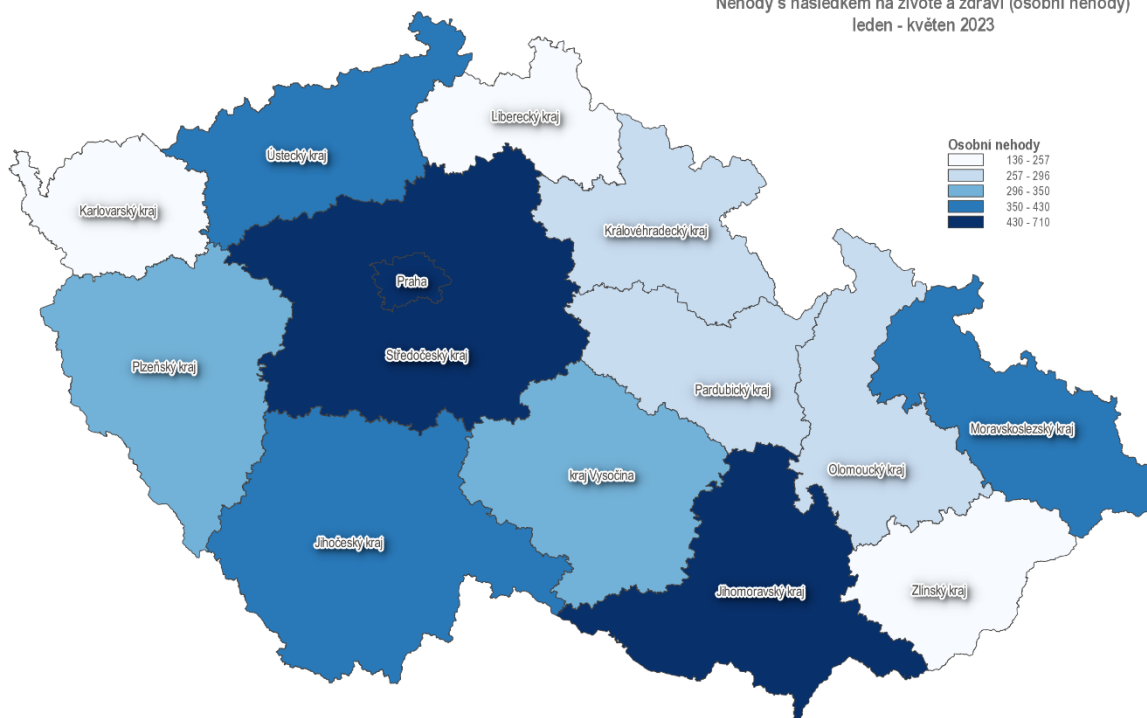 Nehody s následkem na životě a zdraví (osobní nehody)
leden - květen 2023
Liberecký kraj
Ústecký kraj
Osobní nehody
136 - 257
257 - 296
296 - 350
350 - 430
430 - 710
Karlovarský kraj
Královéhradecký kraj
Praha
Středočeský kraj
Plzeňský kraj
Pardubický kraj
Moravskoslezský kraj
Olomoucký kraj
kraj Vysočina
Jihočeský kraj
Jihomoravský kraj
Zlínský kraj